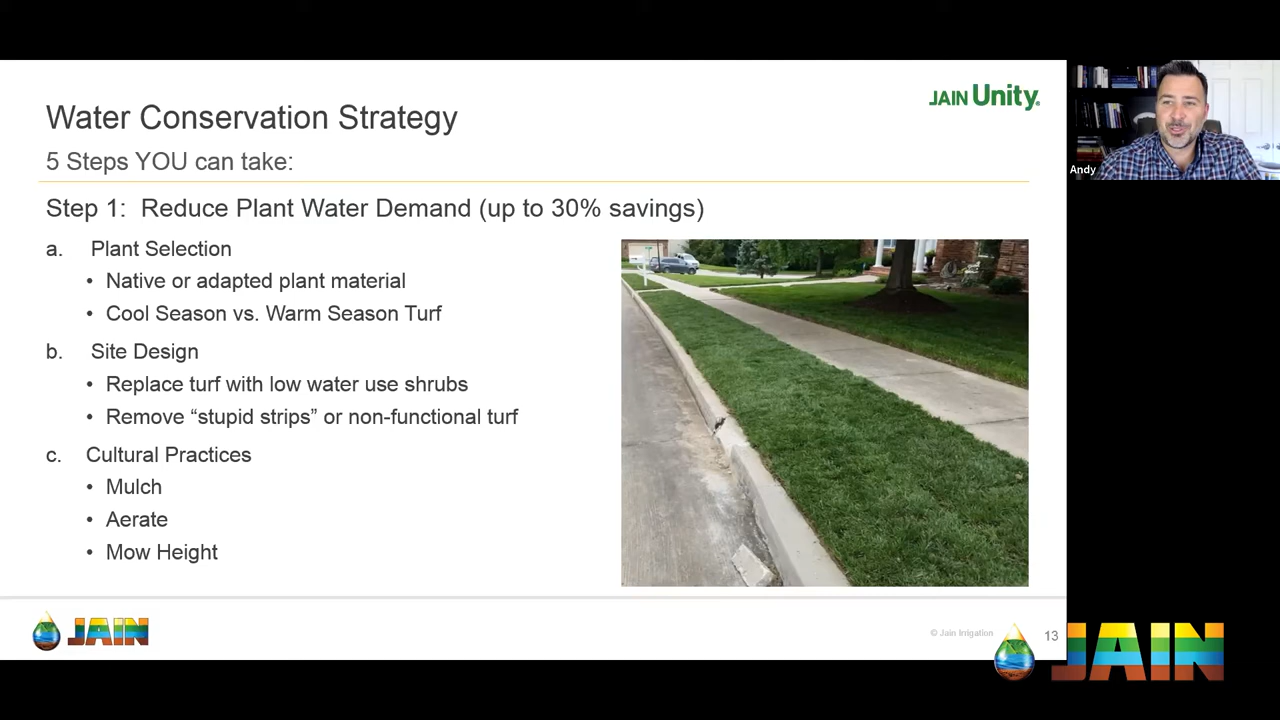 JAIN Unity®
Water Conservation Strategy
5 Steps YOU can take:
Andy
Step 1: Reduce Plant Water Demand (up to 30% savings)
a. Plant Selection
• Native or adapted plant material
• Cool Season vs. Warm Season Turf
b. Site Design
• Replace turf with low water use shrubs
• Remove “stupid strips” or non-functional turf
c. Cultural Practices
• Mulch
• Aerate
• Mow Height
JAIN
© Jain Irrigation
13
JAIN